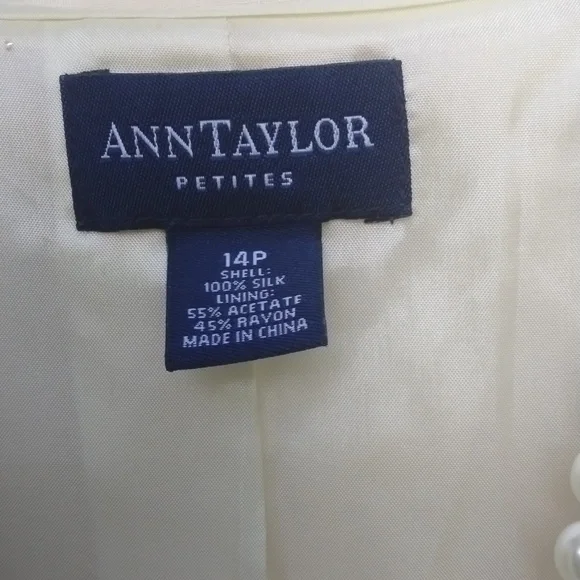 ANNTAYLOR
PETITES
14P
SHELL:
100% SILK
LINING:
55% ACETATE
45% RAYON
MADE IN CHINA